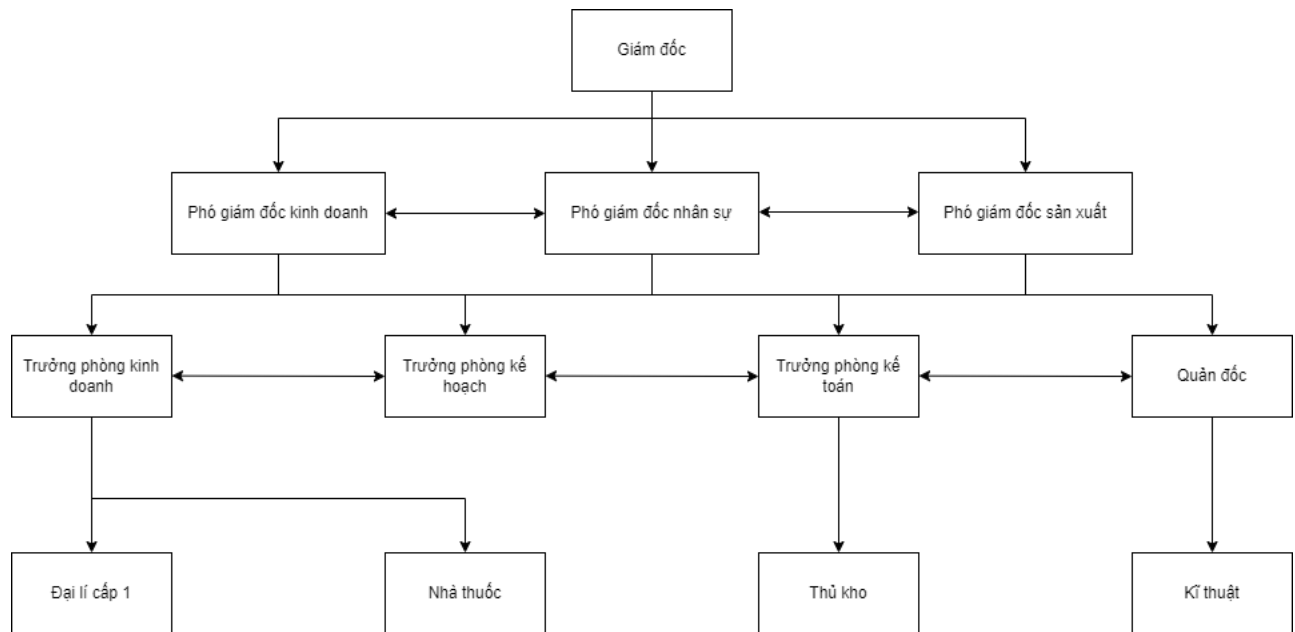 Giám đốc
Phó giám đốc kinh doanh
Phó giám đốc nhân sự
Phó giám đốc sản xuất
Trưởng phòng kinh
doanh
Trưởng phòng kế
hoạch
Trưởng phòng kế
toán
Quản đốc
Đại lí cấp 1
Nhà thuốc
Thủ kho
Kĩ thuật